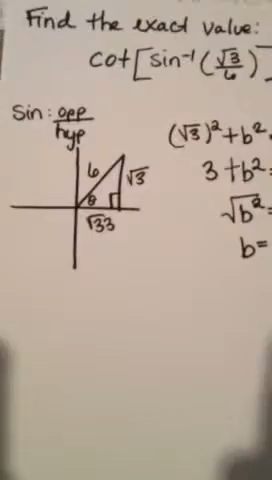 Find the exact value:
cot[sin⁻¹(√3/6)]
Sin: opp/hyp
(√3)²+b²
3+b²=
√b²=
b=
6
√3
θ
√33